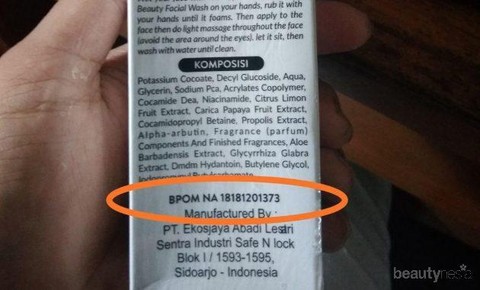 Beauty Facial Wash on your hands, rub it with
your hands until it foams. Then apply to the
face then do light massage throughout the face
(avoid the area around the eyes). let it sit, then
wash with water until clean.
KOMPOSISI
Potassium Cocoate, Decyl Glucoside, Aqua,
Glycerin, Sodium Pca, Acrylates Copolymer,
Cocamide Dea, Niacinamide, Citrus Limon
Fruit Extract, Carica Papaya Fruit Extract,
Cocamidopropyl Betaine, Propolis Extract,
Alpha-arbutin, Fragrance (parfum)
Components And Finished Fragrances, Aloe
Barbadensis Extract, Glycyrrhiza Glabra
Extract, Dmdm Hydantoin, Butylene Glycol,
BPOM NA 18181201373
Manufactured By :
PT. Ekosjaya Abadi Lestari
Sentra Industri Safe N lock
Blok I / 1593-1595,
Sidoarjo - Indonesia
beautynesia